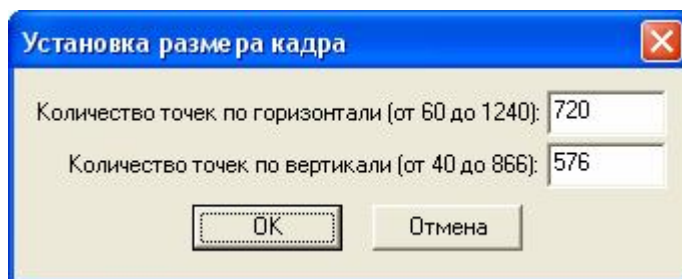 Установка размера кадра
Количество точек по горизонтали (от 60 до 1240): 720
Количество точек по вертикали (от 40 до 866): 576
OK Отмена